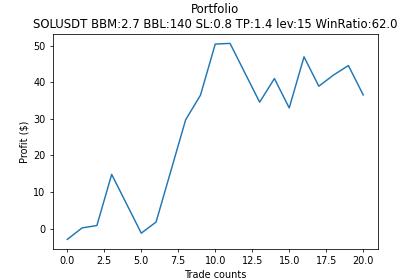 Portfolio
SOLUSDT BBM:2.7 BBL:140 SL:0.8 TP:1.4 lev:15 WinRatio:62.0
Profit ($)
50
40
30
20
10
0
0.0 2.5 5.0 7.5 10.0 12.5 15.0 17.5 20.0
Trade counts